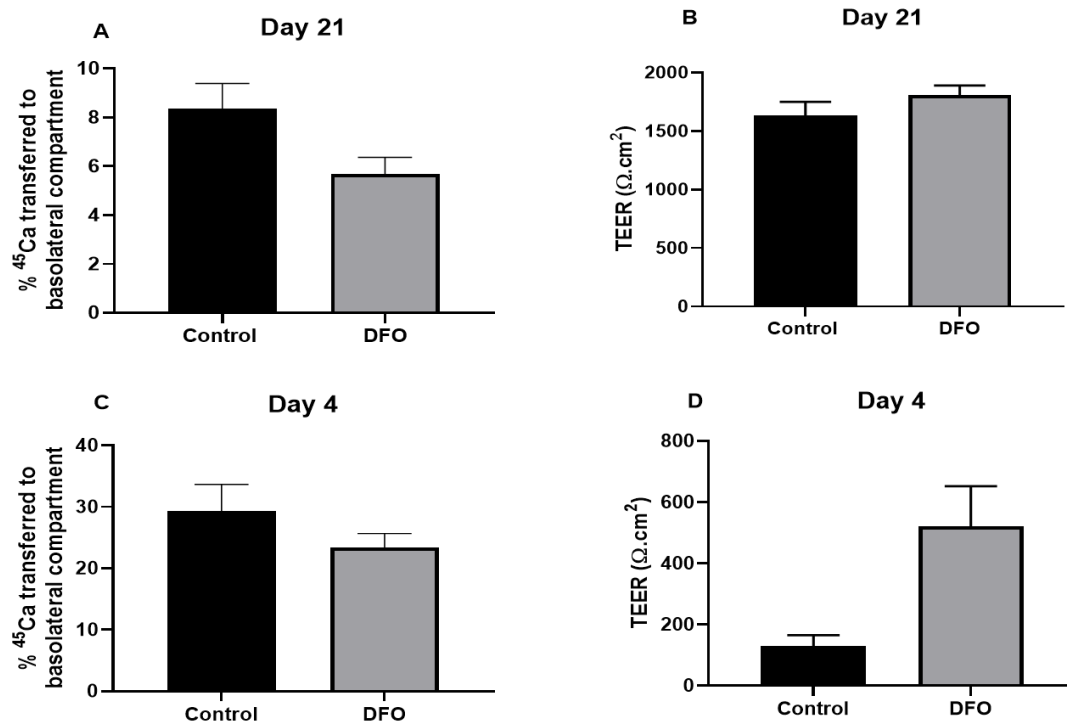 A
Day 21
% ⁴⁵Ca transferred to
basolateral compartment
10
8
6
4
2
0
Control
DFO
B
Day 21
TEER (Ω.cm²)
2000
1500
1000
500
0
Control
DFO
C
Day 4
% ⁴⁵Ca transferred to
basolateral compartment
40
30
20
10
0
Control
DFO
D
Day 4
TEER (Ω.cm²)
800
600
400
200
0
Control
DFO